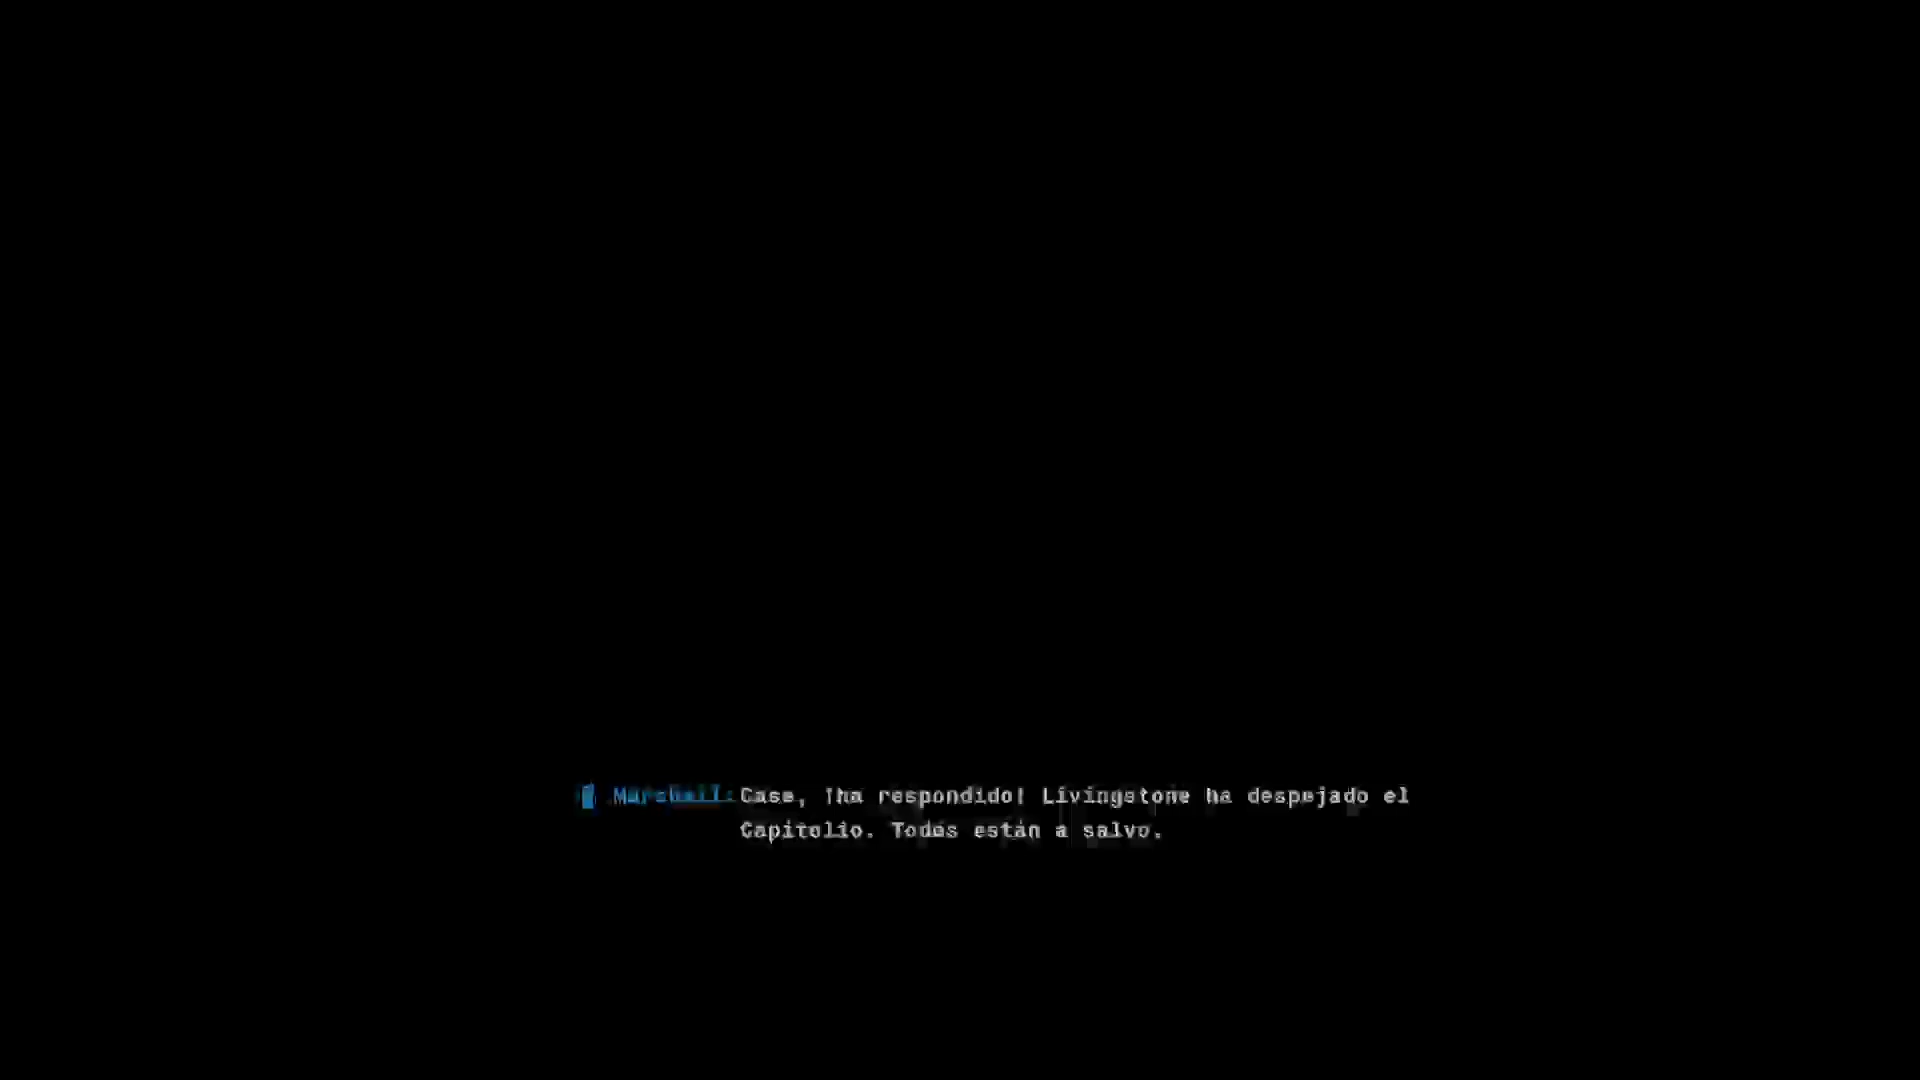 Marshall: Case, ¡ha respondido! Livingstone ha despejado el
Capitolio. Todos están a salvo.